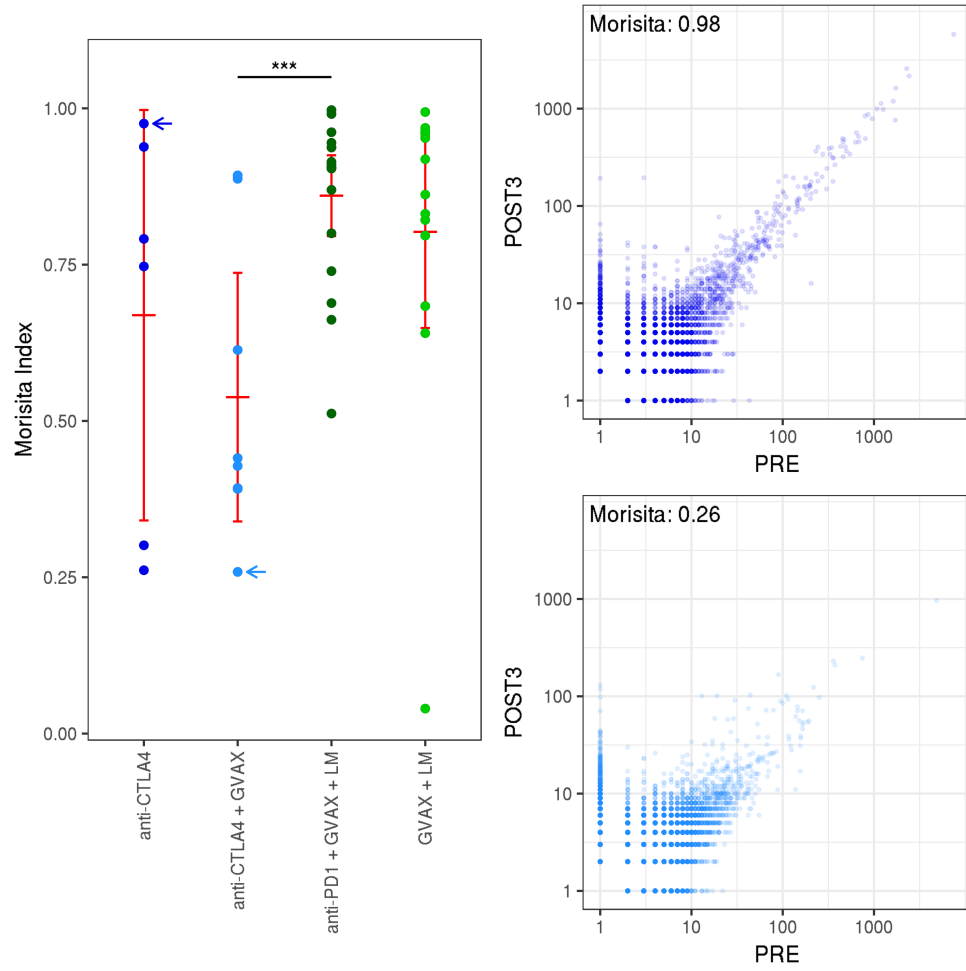 ***
Morisita Index
1.00
0.75
0.50
0.25
0.00
anti-CTLA4
anti-CTLA4 + GVAX
anti-PD1 + GVAX + LM
GVAX + LM
Morisita: 0.98
POST3
1000
100
10
1
1 10 100 1000
PRE
Morisita: 0.26
POST3
1000
100
10
1
1 10 100 1000
PRE